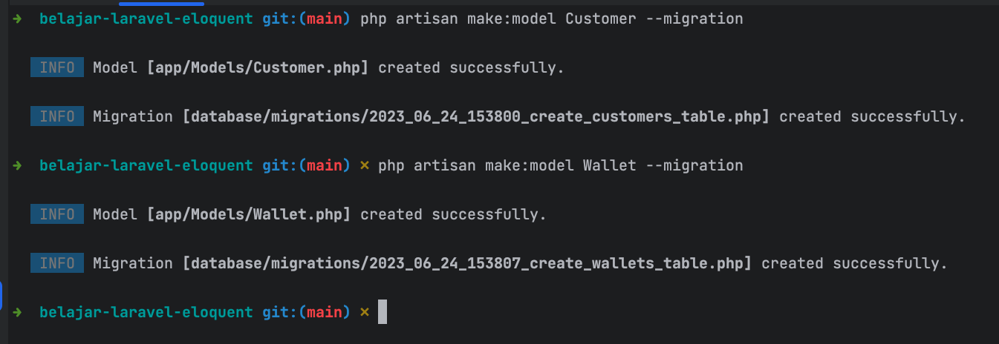 ➜ belajar-laravel-eloquent git:(main) php artisan make:model Customer --migration
INFO Model [app/Models/Customer.php] created successfully.
INFO Migration [database/migrations/2023_06_24_153800_create_customers_table.php] created successfully.
➜ belajar-laravel-eloquent git:(main) ✗ php artisan make:model Wallet --migration
INFO Model [app/Models/Wallet.php] created successfully.
INFO Migration [database/migrations/2023_06_24_153807_create_wallets_table.php] created successfully.
➜ belajar-laravel-eloquent git:(main) ✗